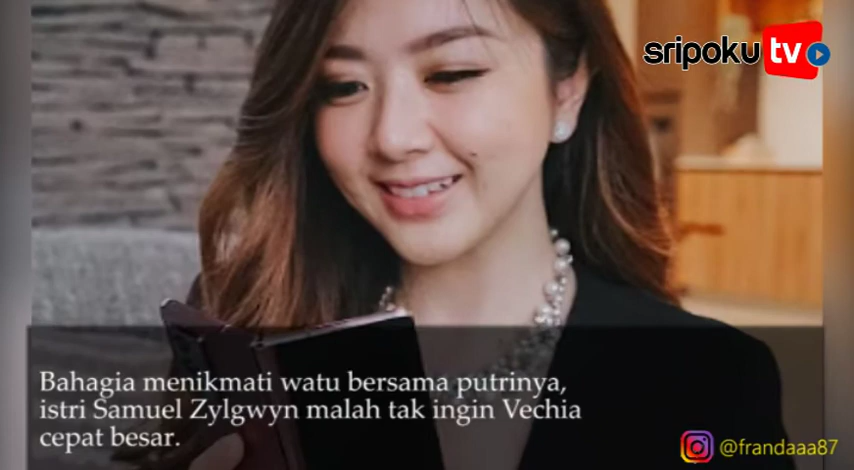 sripoku tv
Bahagia menikmati watu bersama putrinya,
istri Samuel Zylgwyn malah tak ingin Vechia
cepat besar.
@frandaaa87